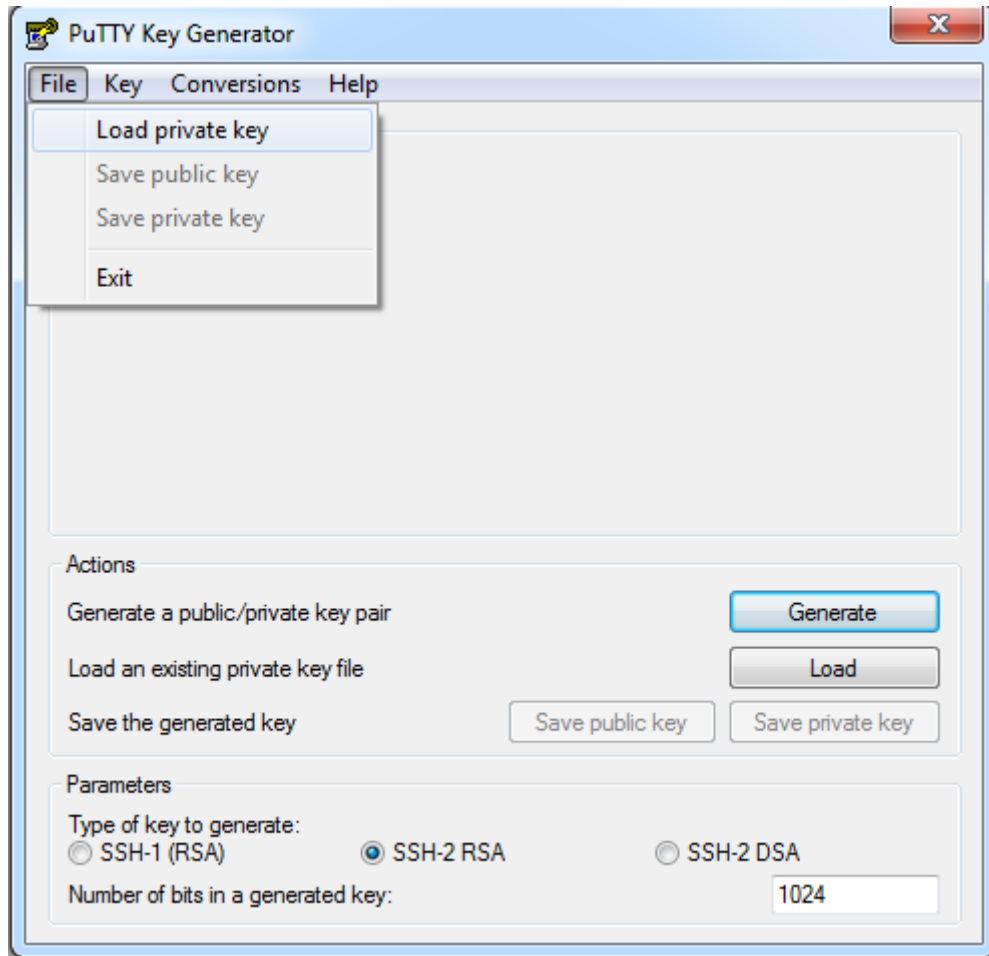 PuTTY Key Generator
File Key Conversions Help
Load private key
Save public key
Save private key
Exit
Actions
Generate a public/private key pair Generate
Load an existing private key file Load
Save the generated key Save public key Save private key
Parameters
Type of key to generate:
SSH-1 (RSA) SSH-2 RSA SSH-2 DSA
Number of bits in a generated key: 1024